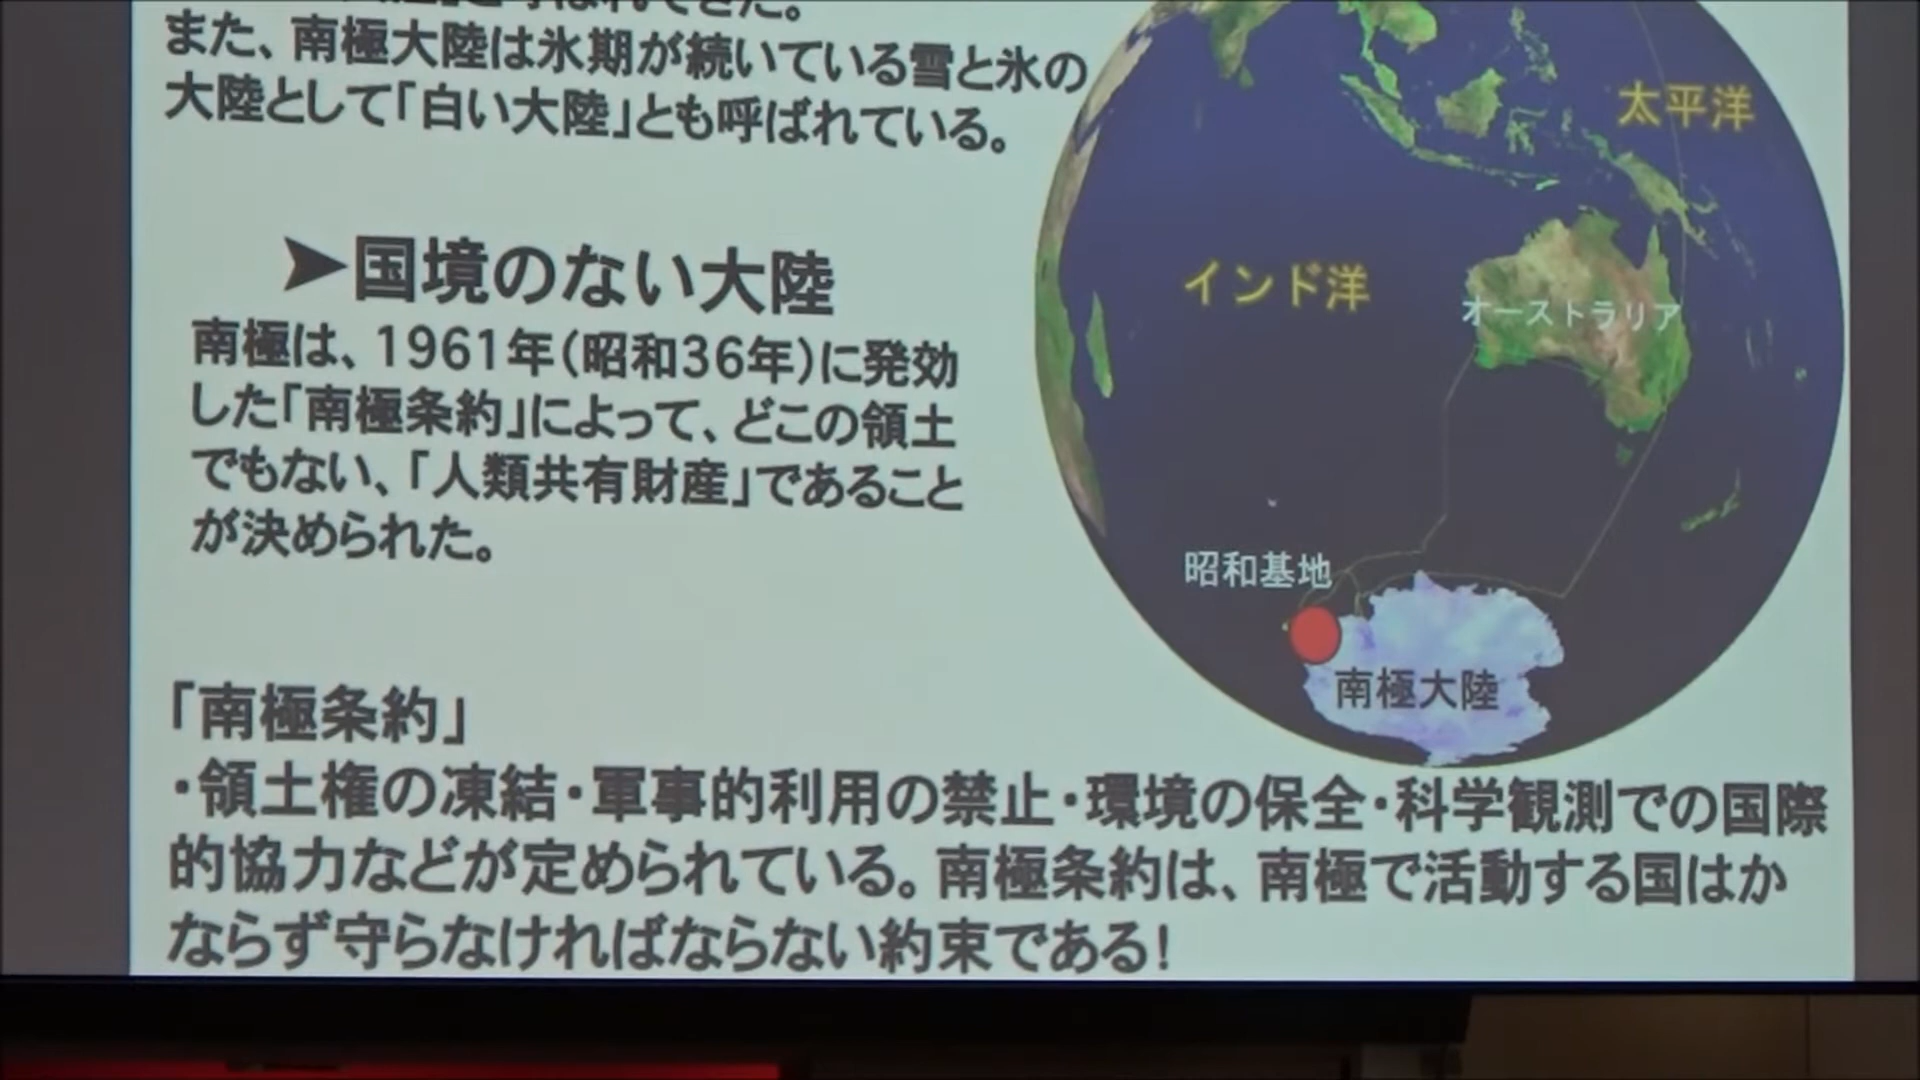 と呼ばれてきた。
また、南極大陸は氷期が続いている雪と氷の
大陸として「白い大陸」とも呼ばれている。
➤国境のない大陸
南極は、1961年(昭和36年)に発効
した「南極条約」によって、どこの領土
でもない、「人類共有財産」であること
が決められた。
太平洋
インド洋
オーストラリア
昭和基地
南極大陸
「南極条約」
・領土権の凍結・軍事的利用の禁止・環境の保全・科学観測での国際
的協力などが定められている。南極条約は、南極で活動する国はか
ならず守らなければならない約束である!